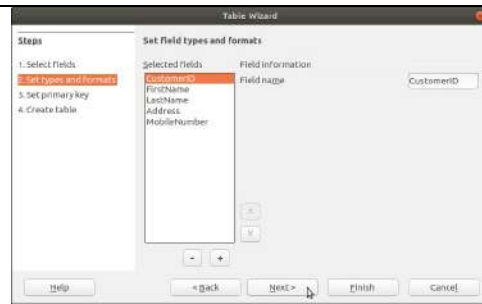 Table Wizard
Steps
1. Select fields
2. Set types and formats
3. Set primary key
4. Create table
Set field types and formats
Selected fields
CustomerID
FirstName
LastName
Address
MobileNumber
- +
Field information
Field name CustomerID
Help < Back Next > Finish Cancel